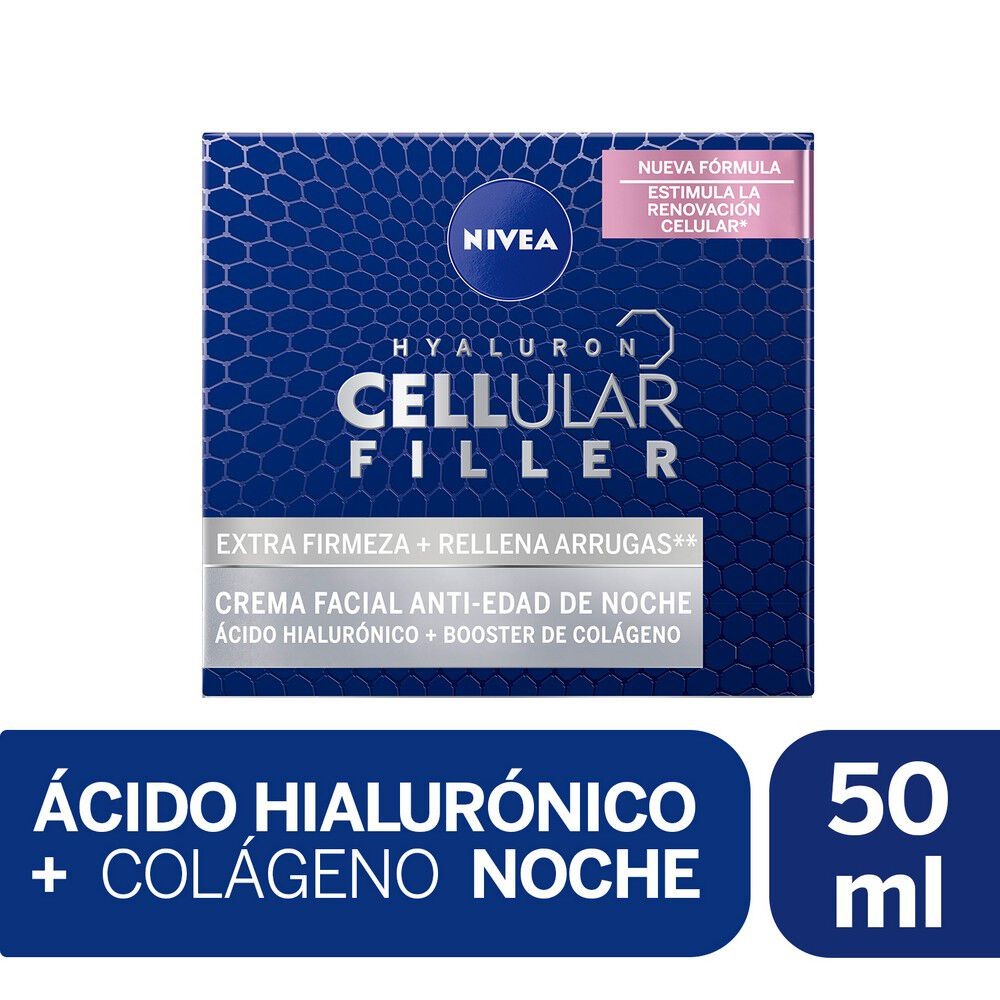 NUEVA FÓRMULA
ESTIMULA LA
RENOVACIÓN
CELULAR*
NIVEA
HYALURON
CELLULAR
FILLER
EXTRA FIRMEZA + RELLENA ARRUGAS**
CREMA FACIAL ANTI-EDAD DE NOCHE
ÁCIDO HIALURÓNICO + BOOSTER DE COLÁGENO
ÁCIDO HIALURÓNICO
+ COLÁGENO NOCHE
50
ml